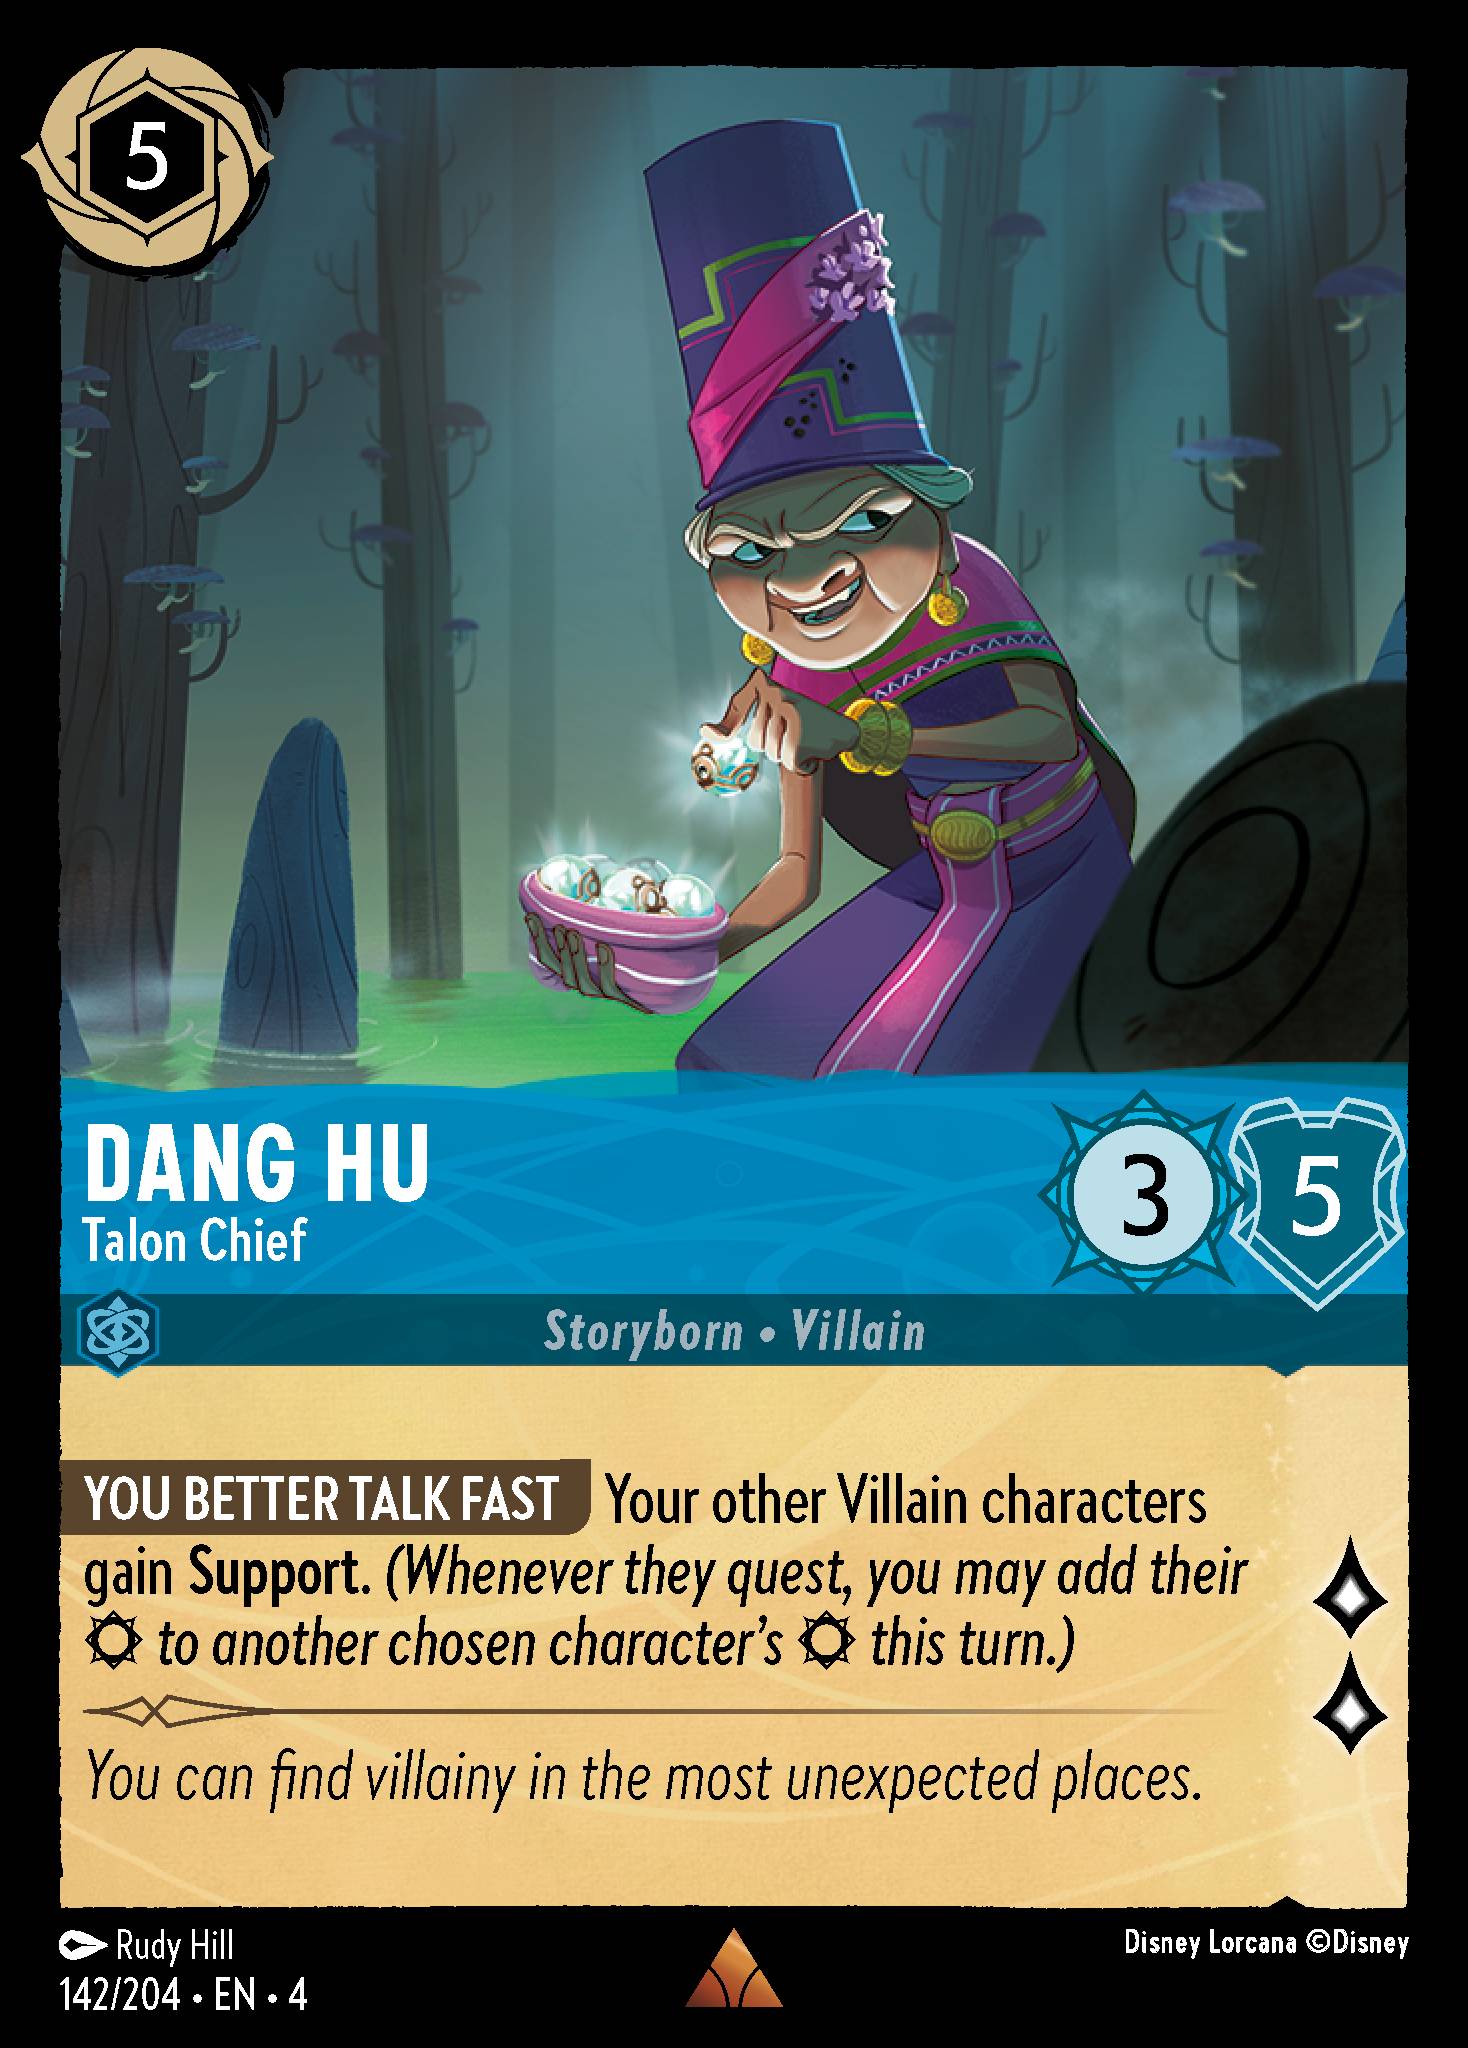 5
DANG HU
Talon Chief
3
5
Storyborn • Villain
YOU BETTER TALK FAST Your other Villain characters
gain Support. (Whenever they quest, you may add their
to another chosen character's this turn.)
You can find villainy in the most unexpected places.
Rudy Hill
142/204 • EN • 4
Disney Lorcana ©Disney